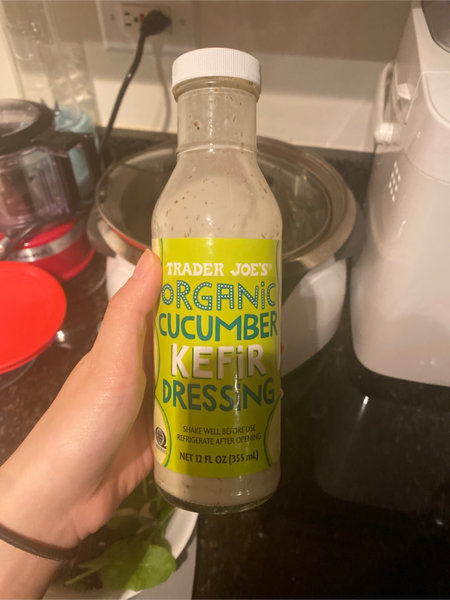 TRADER JOE'S
ORGANIC
CUCUMBER
KEFIR
DRESSING
SHAKE WELL BEFORE USE
REFRIGERATE AFTER OPENING
NET 12 FL OZ (355 mL)